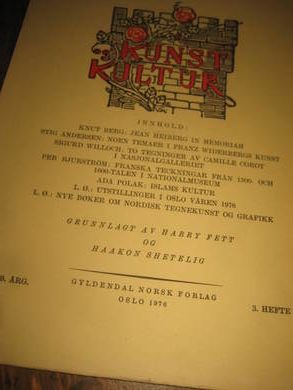 KUNST
KULTUR
INNHOLD:
KNUT BERG: JEAN HEIBERG IN MEMORIAM
STIG ANDERSEN: NOEN TEMAER I FRANZ WIDERBERGS KUNST
SIGURD WILLOCH: TO TEGNINGER AV CAMILLE COROT
I NASJONALGALLERIET
PER BJURSTRÖM: FRANSKA TECKNINGAR FRÅN 1500- OCH
1600-TALEN I NATIONALMUSEUM
ADA POLAK: ISLAMS KULTUR
L. Ø.: UTSTILLINGER I OSLO VÅREN 1976
L. Ø.: NYE BØKER OM NORDISK TEGNEKUNST OG GRAFIKK
GRUNNLAGT AV HARRY FETT
OG
HAAKON SHETELIG
ÅRG.
GYLDENDAL NORSK FORLAG
OSLO 1976
3. HEFTE